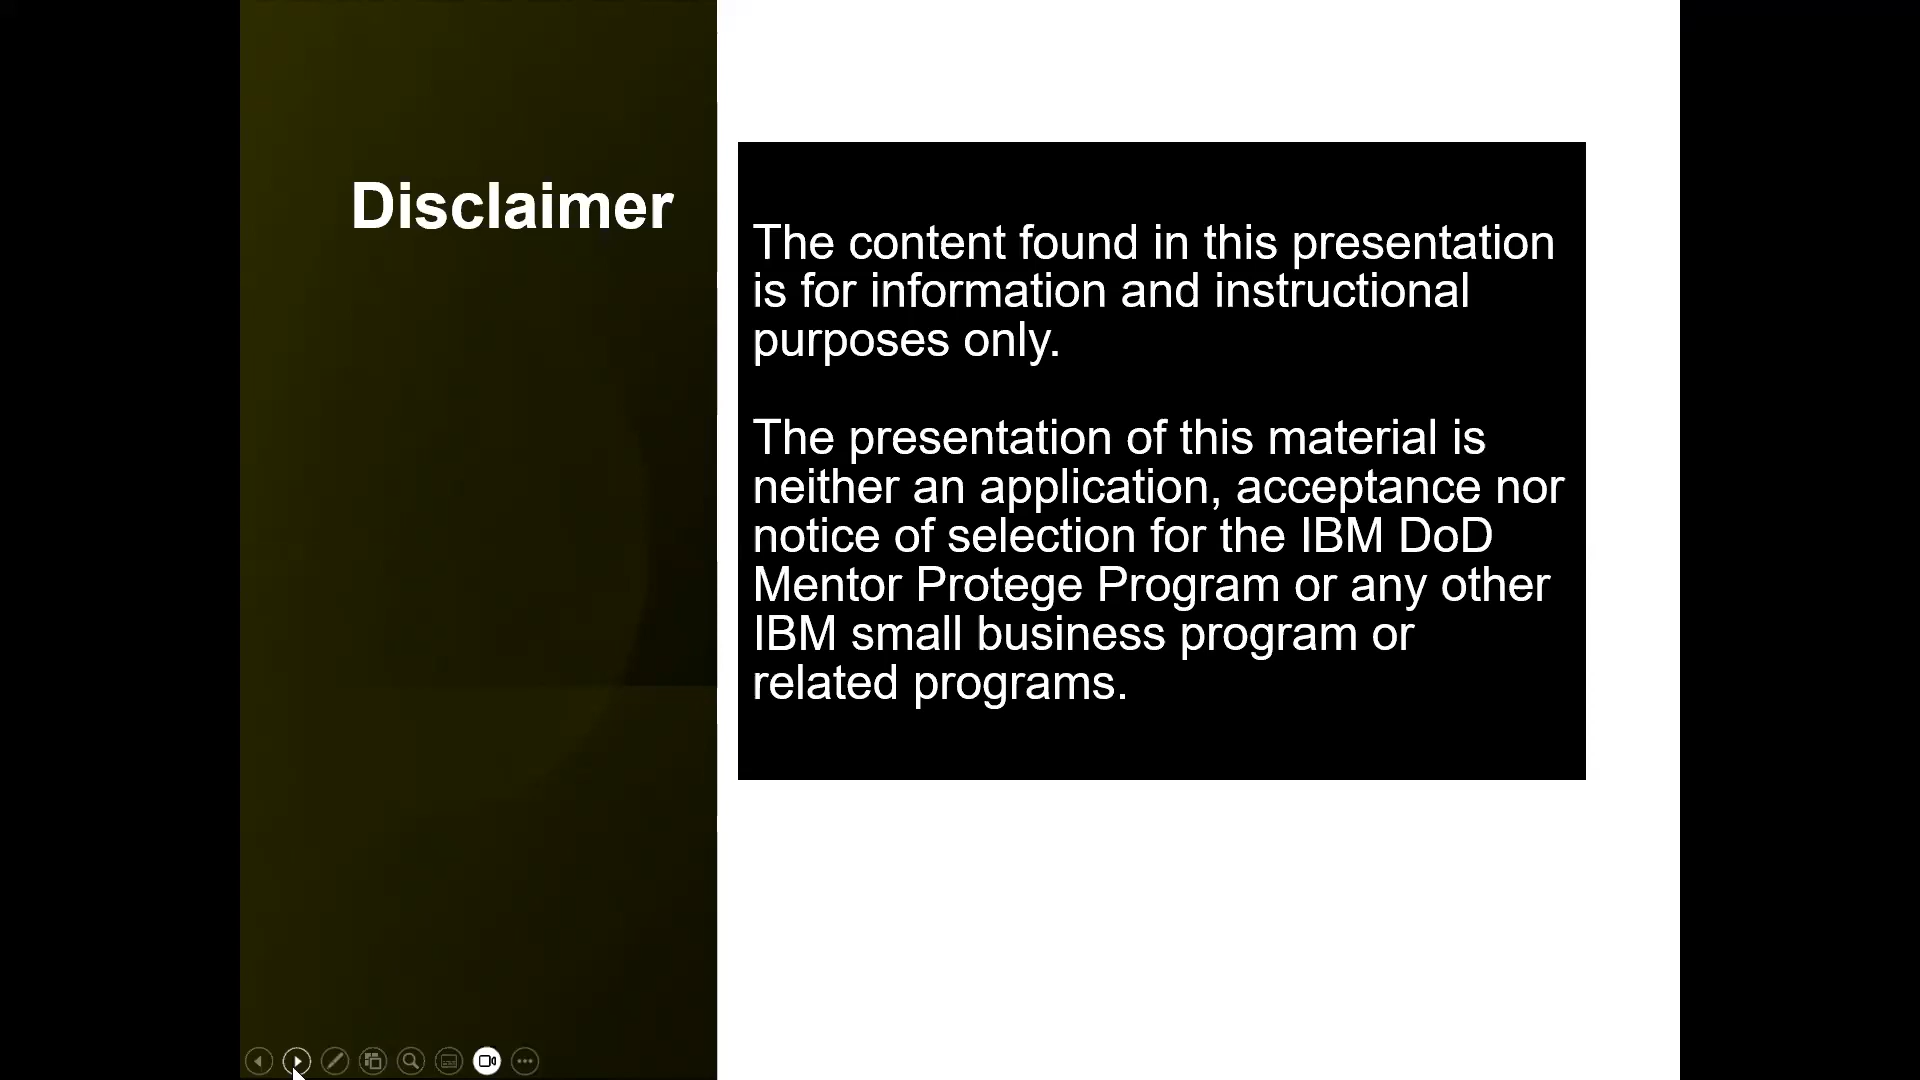 Disclaimer
The content found in this presentation
is for information and instructional
purposes only.
The presentation of this material is
neither an application, acceptance nor
notice of selection for the IBM DoD
Mentor Protege Program or any other
IBM small business program or
related programs.